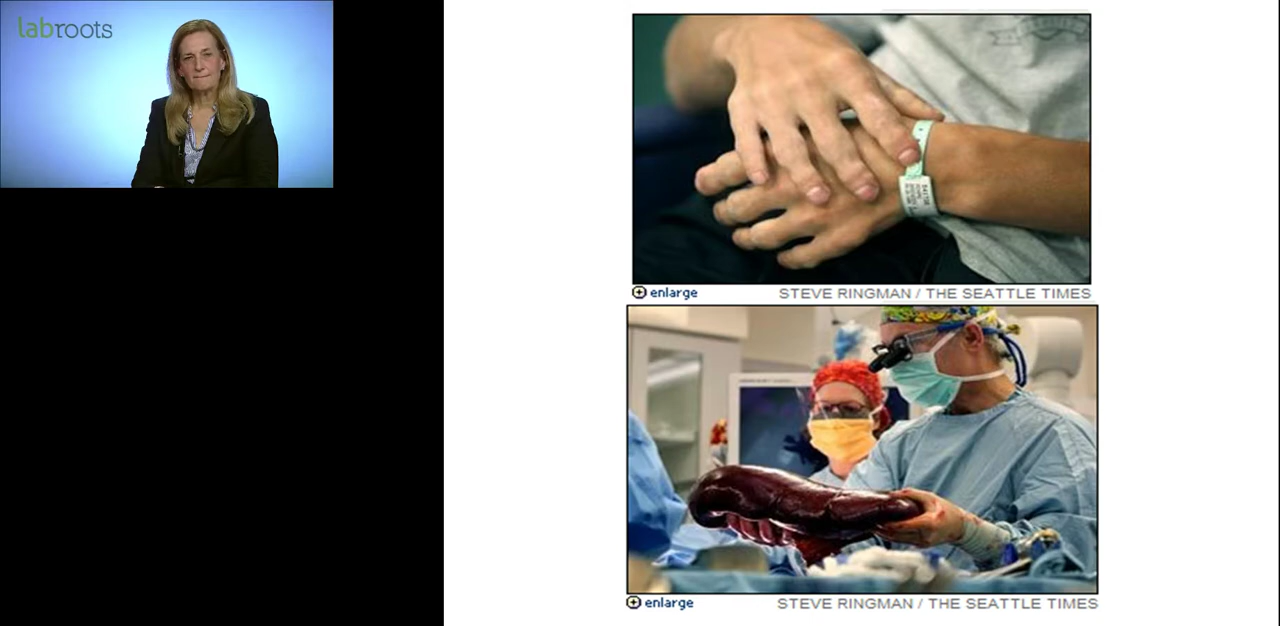 labroots
enlarge
STEVE RINGMAN / THE SEATTLE TIMES
enlarge
STEVE RINGMAN / THE SEATTLE TIMES